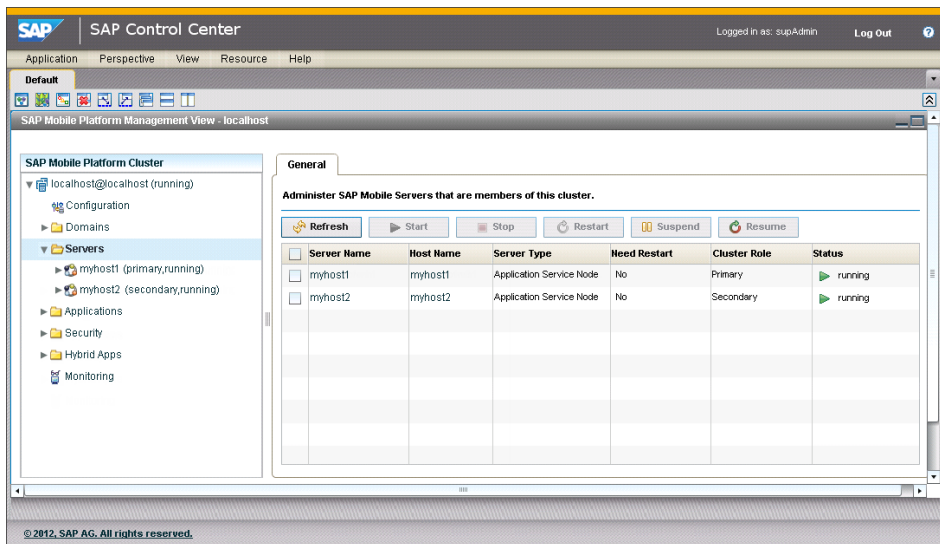 SAP SAP Control Center Logged in as: supAdmin Log Out ?
Application Perspective View Resource Help
Default
SAP Mobile Platform Management View - localhost
SAP Mobile Platform Cluster
localhost@localhost (running)
Configuration
Domains
Servers
myhost1 (primary,running)
myhost2 (secondary,running)
Applications
Security
Hybrid Apps
Monitoring
General
Administer SAP Mobile Servers that are members of this cluster.
Refresh Start Stop Restart Suspend Resume
Server Name Host Name Server Type Need Restart Cluster Role Status
myhost1 myhost1 Application Service Node No Primary running
myhost2 myhost2 Application Service Node No Secondary running
© 2012, SAP AG. All rights reserved.